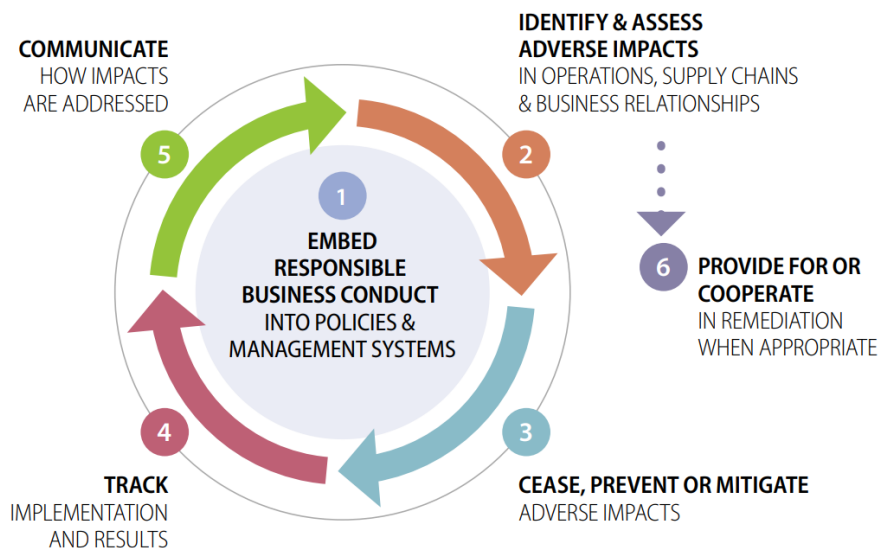 1
EMBED
RESPONSIBLE
BUSINESS CONDUCT
INTO POLICIES &
MANAGEMENT SYSTEMS
IDENTIFY & ASSESS
ADVERSE IMPACTS
IN OPERATIONS, SUPPLY CHAINS
& BUSINESS RELATIONSHIPS
2
3
CEASE, PREVENT OR MITIGATE
ADVERSE IMPACTS
4
TRACK
IMPLEMENTATION
AND RESULTS
COMMUNICATE
HOW IMPACTS
ARE ADDRESSED
5
6
PROVIDE FOR OR
COOPERATE
IN REMEDIATION
WHEN APPROPRIATE